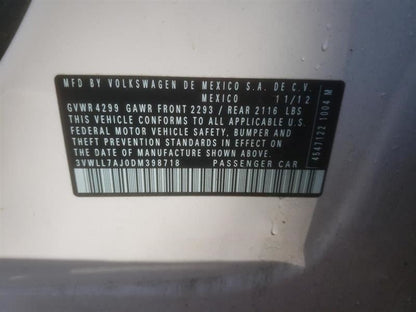 MFD BY VOLKSWAGEN DE MEXICO S.A. DE C.V.
MEXICO 11/12
GVWR 4299 GAWR FRONT 2293 / REAR 2116 LBS
THIS VEHICLE CONFORMS TO ALL APPLICABLE U.S.
FEDERAL MOTOR VEHICLE SAFETY, BUMPER, AND
THEFT PREVENTION STANDARDS IN EFFECT ON THE
DATE OF MANUFACTURE SHOWN ABOVE
3VWLL7AJ0DM398718 PASSENGER CAR
4547122 1004 M